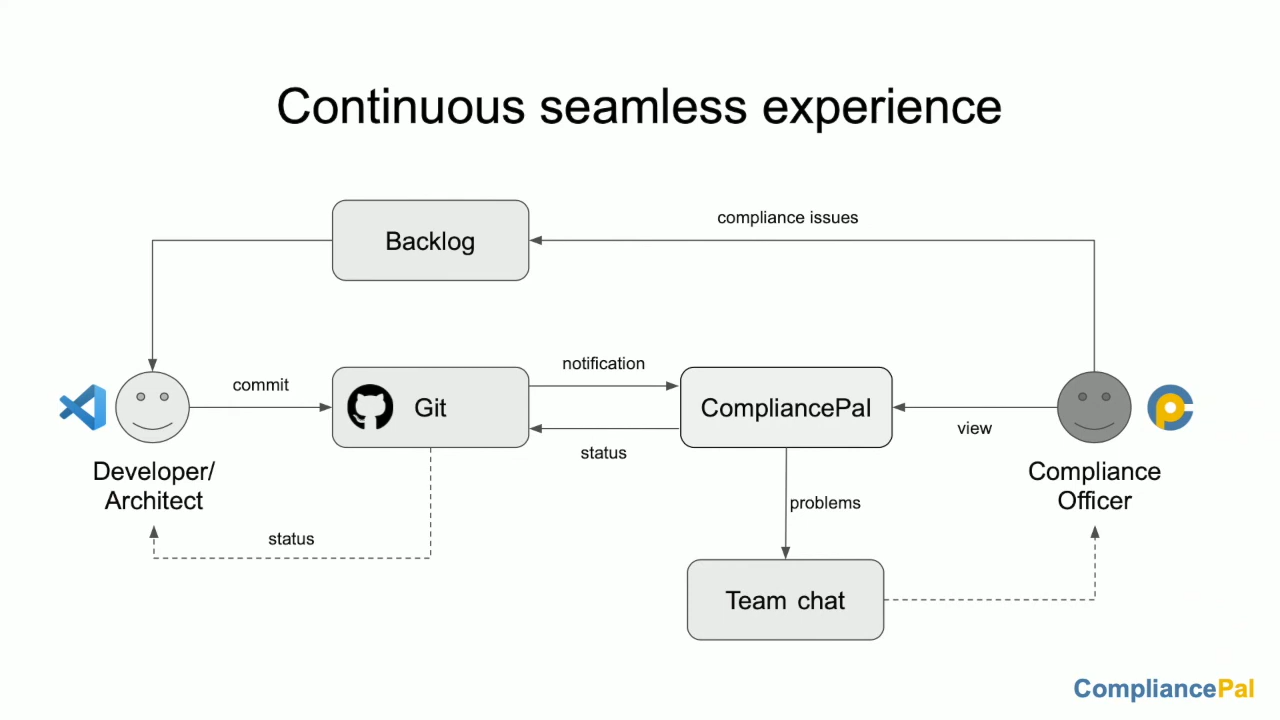 Continuous seamless experience
compliance issues
Backlog
notification
commit
Git
CompliancePal
view
status
Developer/
Architect
Compliance
Officer
problems
status
Team chat
CompliancePal